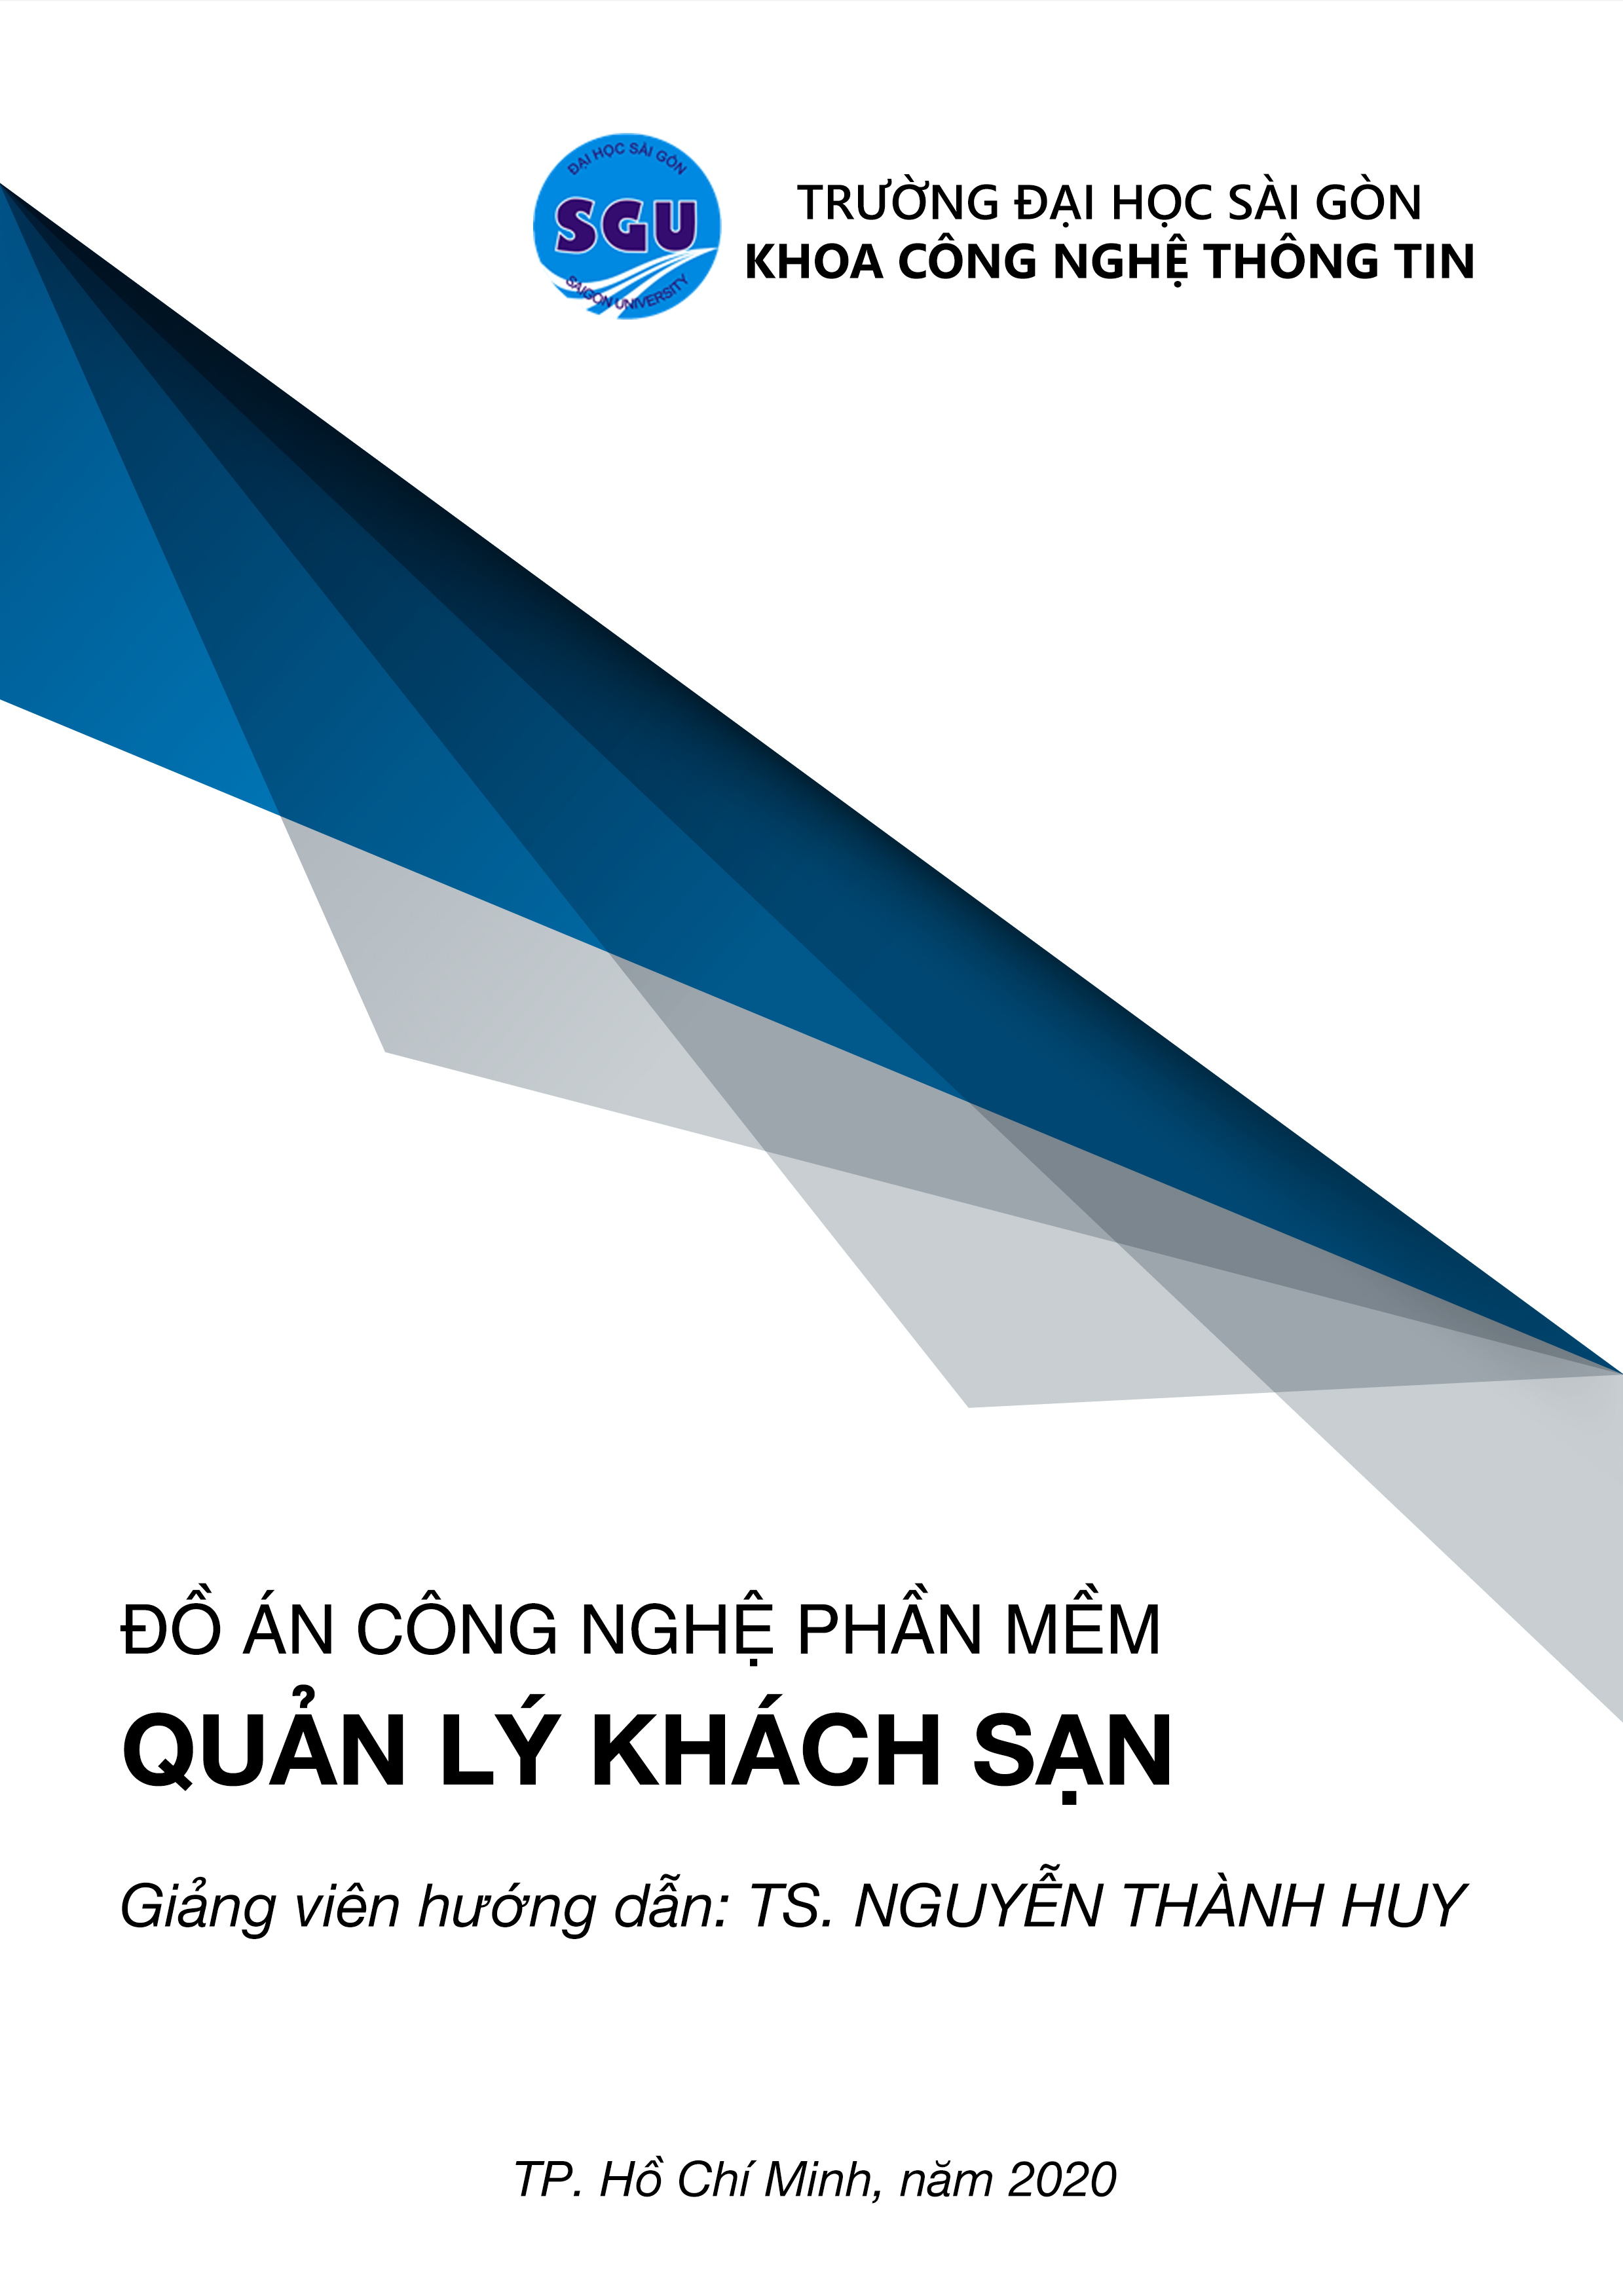 ĐẠI HỌC SÀI GÒN
SGU
SAIGON UNIVERSITY
TRƯỜNG ĐẠI HỌC SÀI GÒN
KHOA CÔNG NGHỆ THÔNG TIN
ĐỒ ÁN CÔNG NGHỆ PHẦN MỀM
QUẢN LÝ KHÁCH SẠN
Giảng viên hướng dẫn: TS. NGUYỄN THÀNH HUY
TP. Hồ Chí Minh, năm 2020